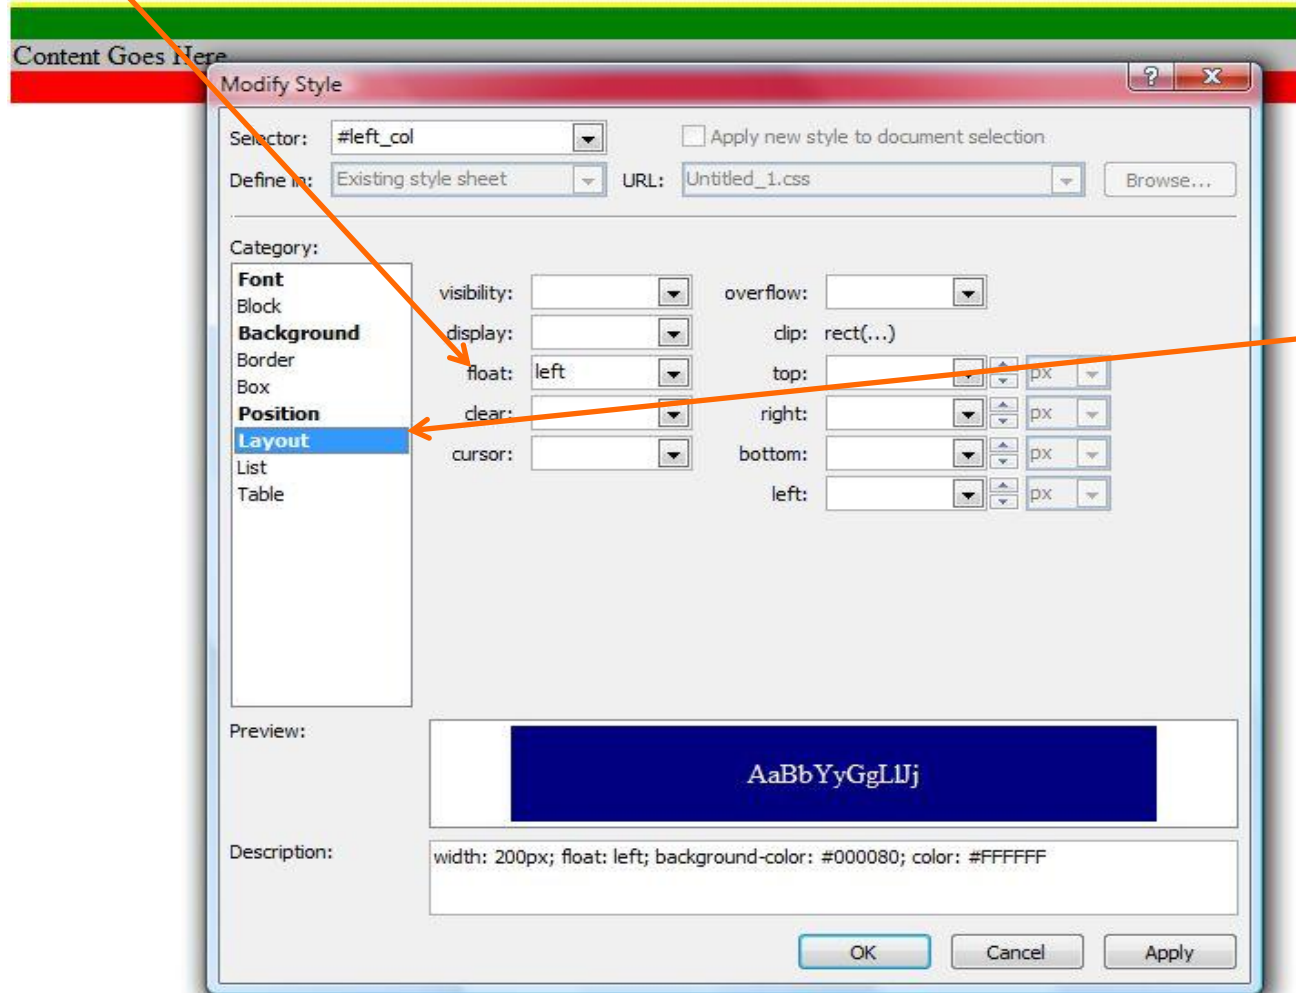 Content Goes Here
Modify Style
Selector: #left_col Apply new style to document selection
Define in: Existing style sheet URL: Untitled_1.css Browse...
Category:
Font
Block
Background
Border
Box
Position
Layout
List
Table
visibility: overflow:
display: clip: rect(...)
float: left top: px
clear: right: px
cursor: bottom: px
left: px
Preview:
AaBbYyGgLlJj
Description:
width: 200px; float: left; background-color: #000080; color: #FFFFFF
OK Cancel Apply